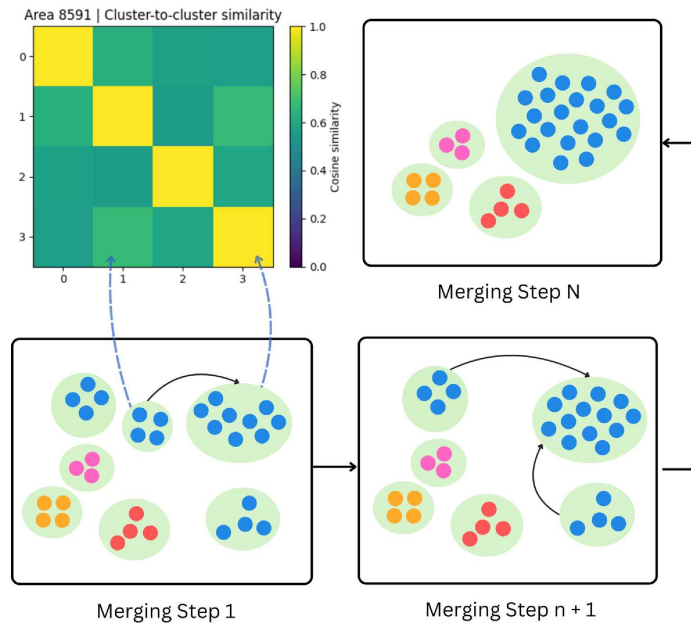 Area 8591 | Cluster-to-cluster similarity
0
1
2
3
0
1
2
3
1.0
0.8
0.6
0.4
0.2
0.0
Cosine similarity
Merging Step N
Merging Step 1
Merging Step n + 1